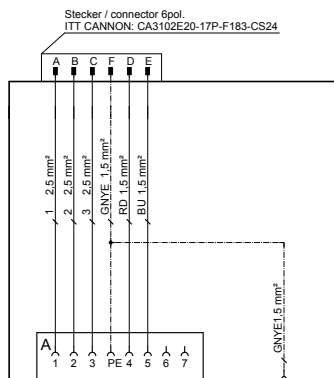 Stecker / connector 6pol.
ITT CANNON: CA3102E20-17P-F183-CS24
A B C F D E
1 2,5 mm²
2 2,5 mm²
3 2,5 mm²
GNYE 1,5 mm²
RD 1,5 mm²
BU 1,5 mm²
GNYE1,5 mm²
A
1 2 3 PE 4 5 6 7